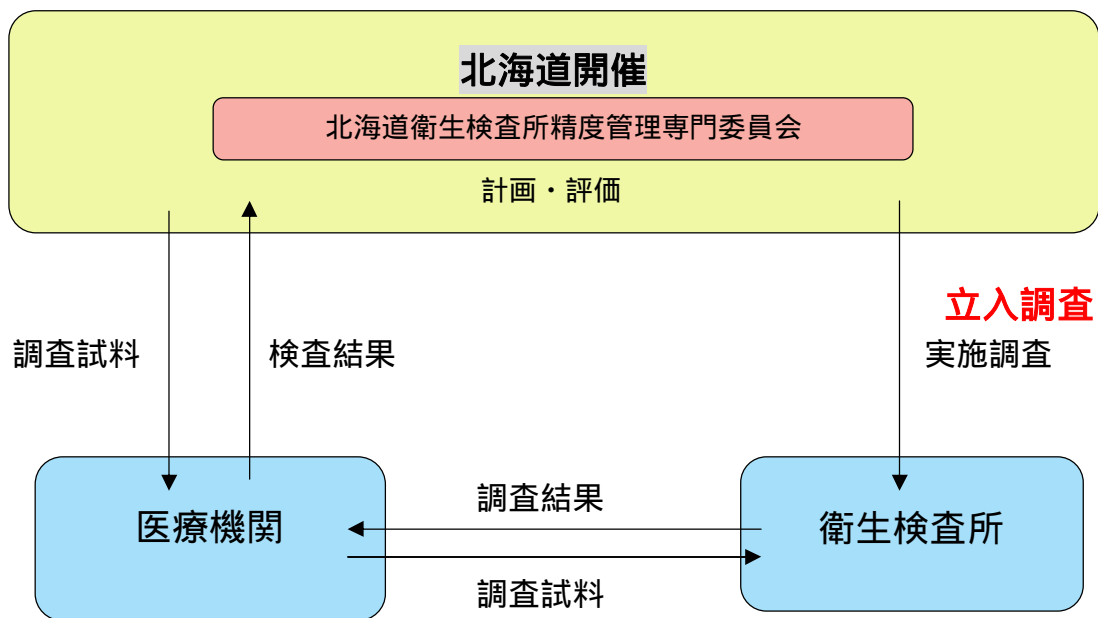 北海道開催
北海道衛生検査所精度管理専門委員会
計画・評価
立入調査
調査試料
検査結果
実施調査
調査結果
医療機関
衛生検査所
調査試料